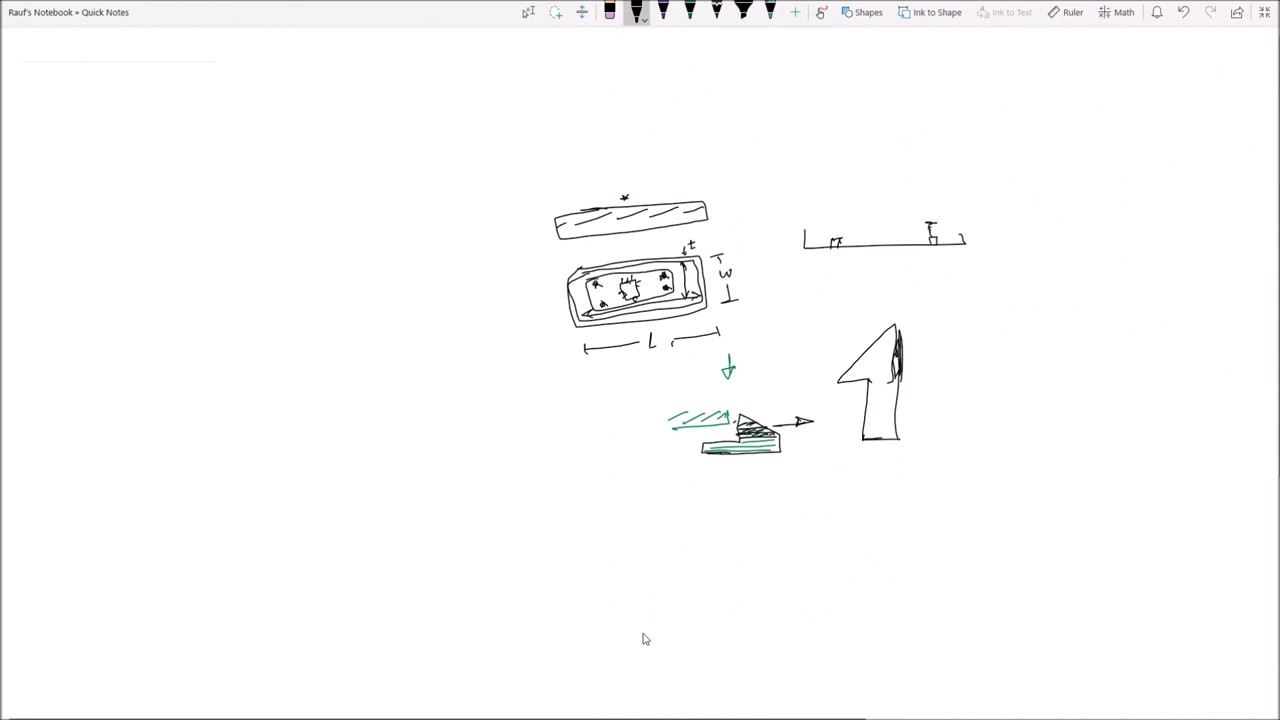 Rauf's Notebook » Quick Notes
Shapes
Ink to Shape
Ink to Text
Ruler
Math
t
W
L